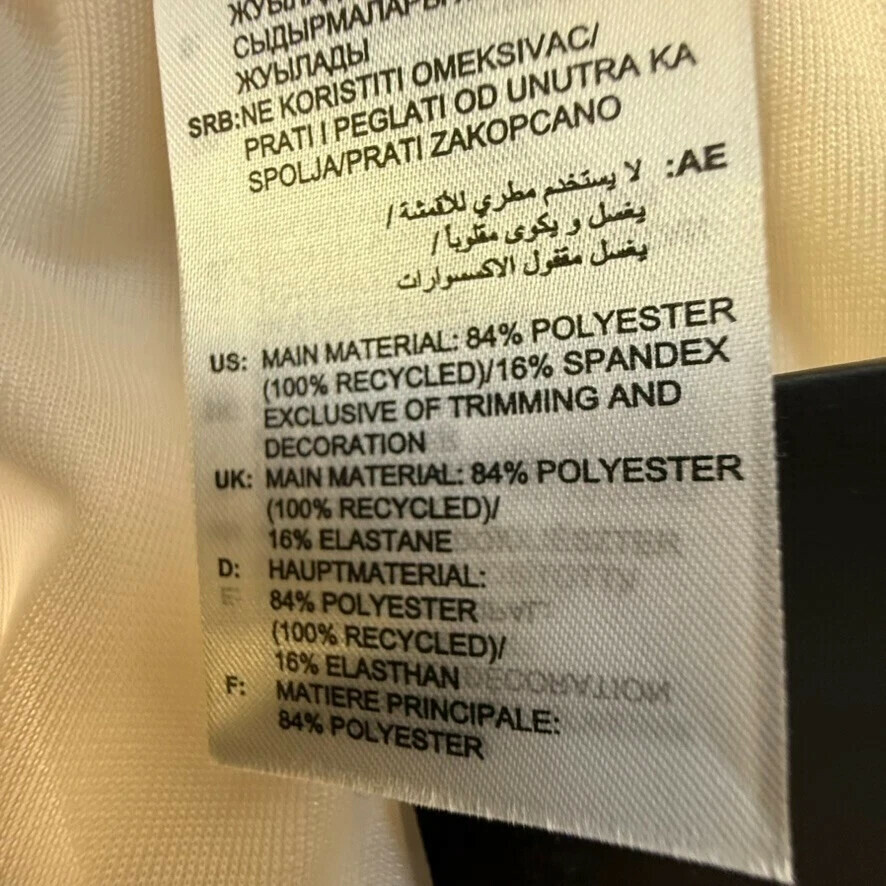 СЫДЫРМАЛАРЫ
ЖУЫЛАДЫ
SRB:NE KORISTITI OMEKSIVAC/
PRATI I PEGLATI OD UNUTRA KA
SPOLJA/PRATI ZAKOPCANO
AE: لا يستخدم مطري للأقمشة /
يغسل و يكوى مقلوباً /
يغسل مقفول الاكسسوارات
US: MAIN MATERIAL: 84% POLYESTER
(100% RECYCLED)/16% SPANDEX
EXCLUSIVE OF TRIMMING AND
DECORATION
UK: MAIN MATERIAL: 84% POLYESTER
(100% RECYCLED)/
16% ELASTANE
D: HAUPTMATERIAL:
84% POLYESTER
(100% RECYCLED)/
16% ELASTHAN
F: MATIERE PRINCIPALE:
84% POLYESTER